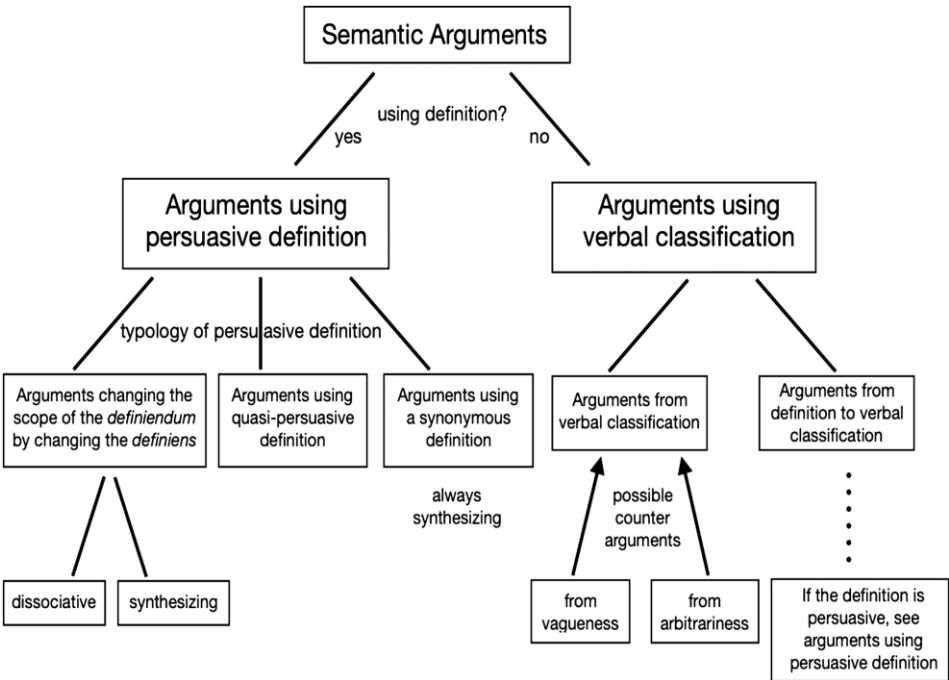 Semantic Arguments
using definition?
yes
no
Arguments using
persuasive definition
Arguments using
verbal classification
typology of persulasive definition
Arguments changing the
scope of the definiendum
by changing the definiens
Arguments using
quasi-persuasive
definition
Arguments using
a synonymous
definition
Arguments from
verbal classification
Arguments from
definition to verbal
classification
always
synthesizing
possible
counter
arguments
dissociative
synthesizing
from
vagueness
from
arbitrariness
If the definition is
persuasive, see
arguments using
persuasive definition